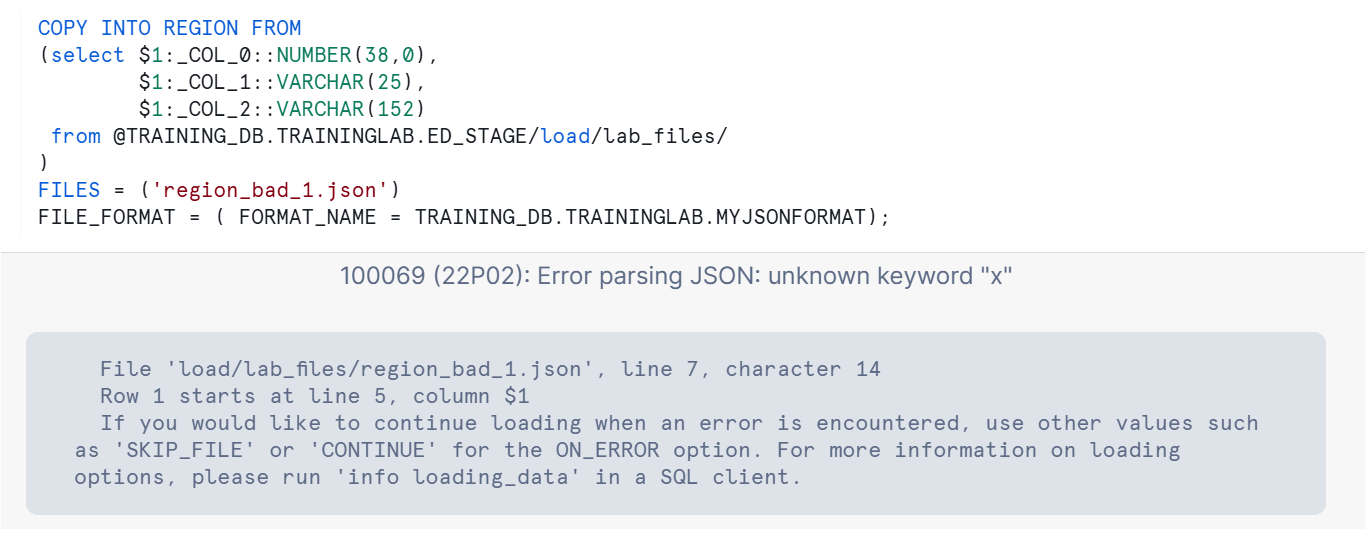 COPY INTO REGION FROM
(select $1:_COL_0::NUMBER(38,0),
        $1:_COL_1::VARCHAR(25),
        $1:_COL_2::VARCHAR(152)
 from @TRAINING_DB.TRAININGLAB.ED_STAGE/load/lab_files/
)
FILES = ('region_bad_1.json')
FILE_FORMAT = ( FORMAT_NAME = TRAINING_DB.TRAININGLAB.MYJSONFORMAT);
100069 (22P02): Error parsing JSON: unknown keyword "x"
  File 'load/lab_files/region_bad_1.json', line 7, character 14
  Row 1 starts at line 5, column $1
  If you would like to continue loading when an error is encountered, use other values such
as 'SKIP_FILE' or 'CONTINUE' for the ON_ERROR option. For more information on loading
options, please run 'info loading_data' in a SQL client.